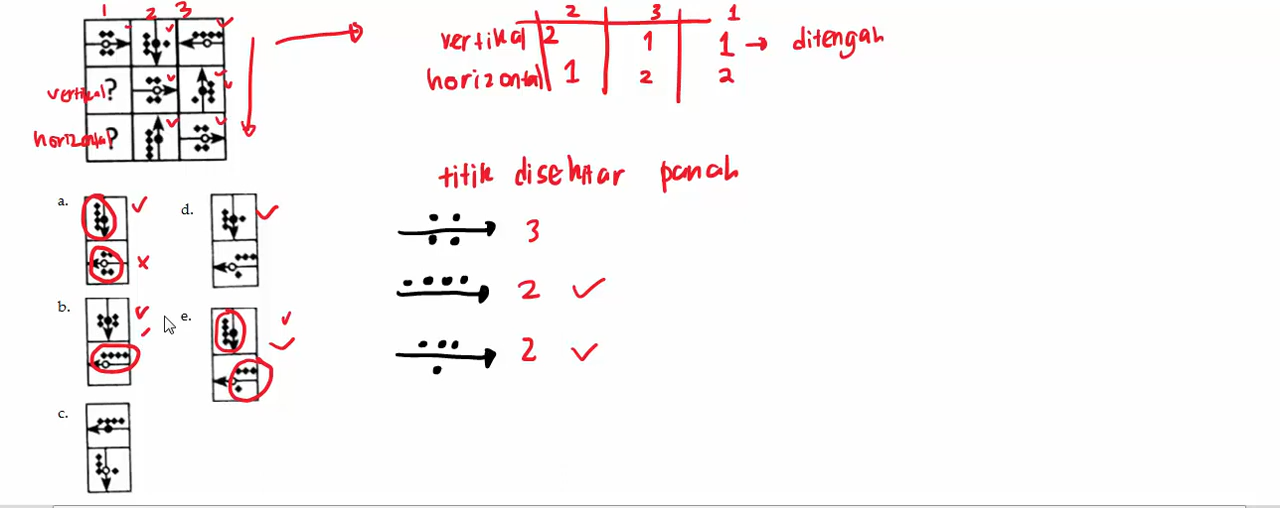 1 2 3
2 3 1
vertikal 2 1 1 → ditengah
horizontal 1 2 2
vertikal ?
horizontal ?
titik disekitar panah
3
2
2
a.
d.
b.
e.
c.